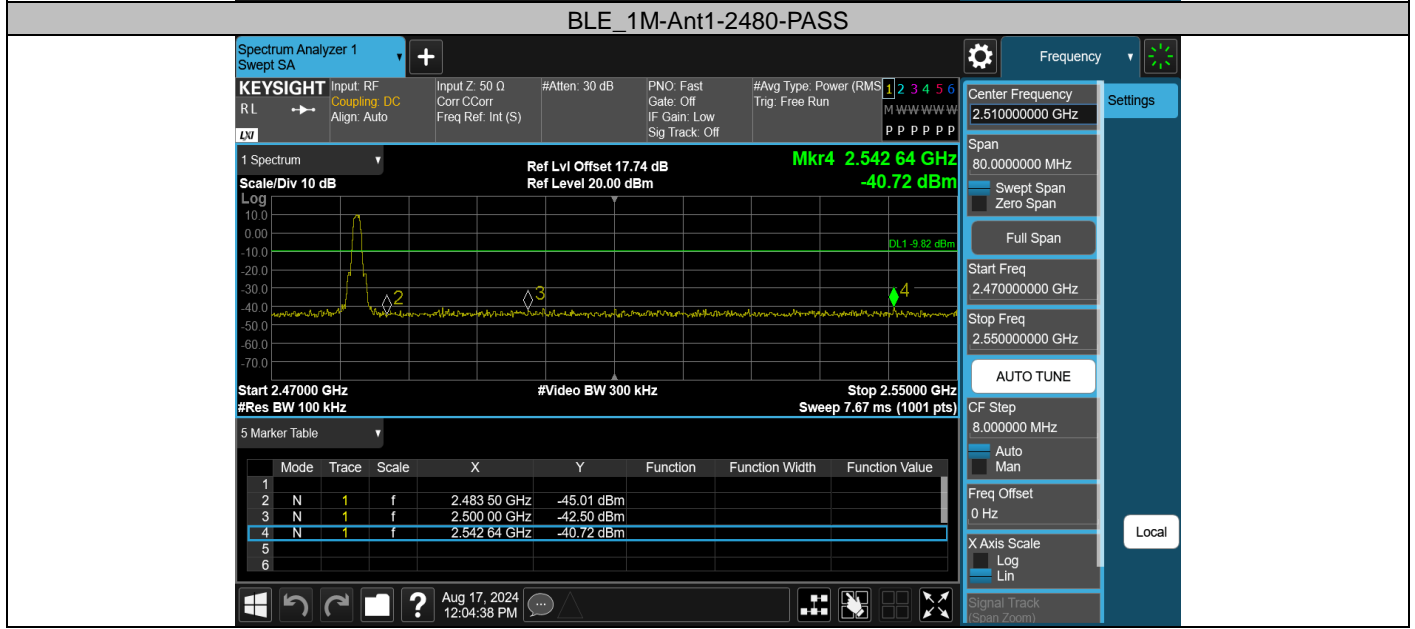 BLE_1M-Ant1-2480-PASS
Spectrum Analyzer 1
Swept SA
+
Frequency
KEYSIGHT
RL
LXI
Input: RF
Coupling: DC
Align: Auto
Input Z: 50 Ω
Corr CCorr
Freq Ref: Int (S)
#Atten: 30 dB
PNO: Fast
Gate: Off
IF Gain: Low
Sig Track: Off
#Avg Type: Power (RMS
Trig: Free Run
1 2 3 4 5 6
M W W W W W
P P P P P P
1 Spectrum
Scale/Div 10 dB
Ref Lvl Offset 17.74 dB
Ref Level 20.00 dBm
Mkr4 2.542 64 GHz
-40.72 dBm
Log
10.0
0.00
-10.0
-20.0
-30.0
-40.0
-50.0
-60.0
-70.0
DL1 -9.82 dBm
2
3
4
Start 2.47000 GHz
#Res BW 100 kHz
#Video BW 300 kHz
Stop 2.55000 GHz
Sweep 7.67 ms (1001 pts)
5 Marker Table
Mode Trace Scale X Y Function Function Width Function Value
1
2 N 1 f 2.483 50 GHz -45.01 dBm
3 N 1 f 2.500 00 GHz -42.50 dBm
4 N 1 f 2.542 64 GHz -40.72 dBm
5
6
?
Aug 17, 2024
12:04:38 PM
Center Frequency
2.510000000 GHz
Settings
Span
80.0000000 MHz
Swept Span
Zero Span
Full Span
Start Freq
2.470000000 GHz
Stop Freq
2.550000000 GHz
AUTO TUNE
CF Step
8.000000 MHz
Auto
Man
Freq Offset
0 Hz
X Axis Scale
Log
Lin
Signal Track
(Span Zoom)
Local